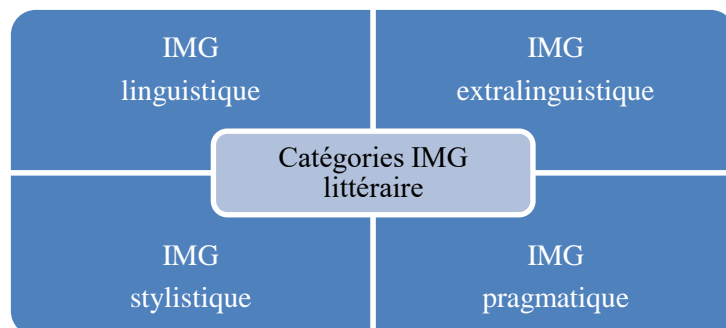 IMG
linguistique
IMG
extralinguistique
Catégories IMG
littéraire
IMG
stylistique
IMG
pragmatique